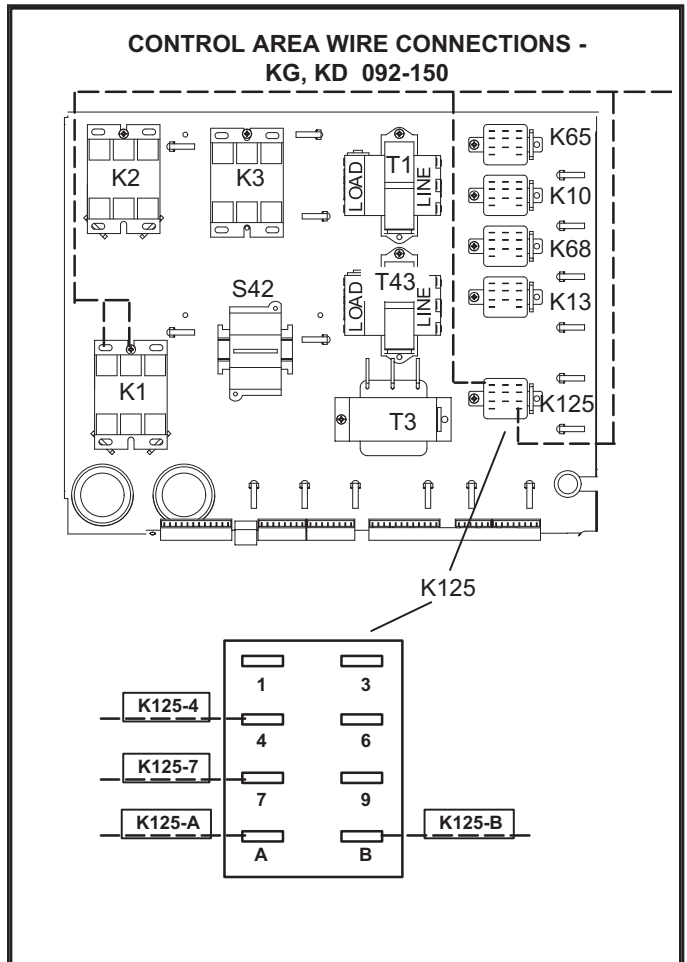 CONTROL AREA WIRE CONNECTIONS -
KG, KD 092-150
K2
K3
LOAD
T1
LINE
K65
K10
K68
K13
S42
LOAD
T43
LINE
K1
T3
K125
K125
1
3
K125-4
4
6
K125-7
7
9
K125-A
K125-B
A
B